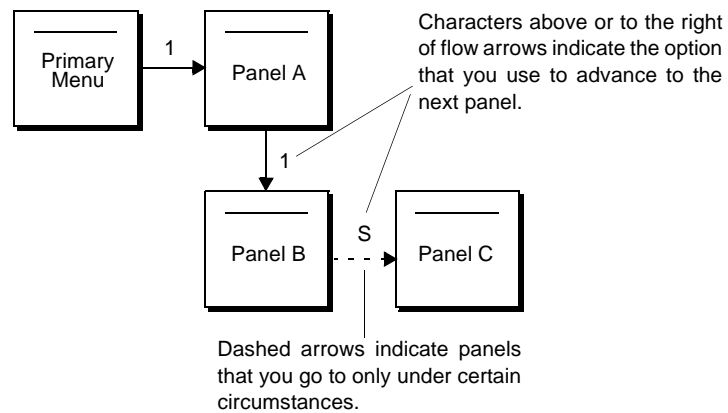 Characters above or to the right
of flow arrows indicate the option
that you use to advance to the
next panel.
Primary
Menu
1
Panel A
1
Panel B
S
Panel C
Dashed arrows indicate panels
that you go to only under certain
circumstances.